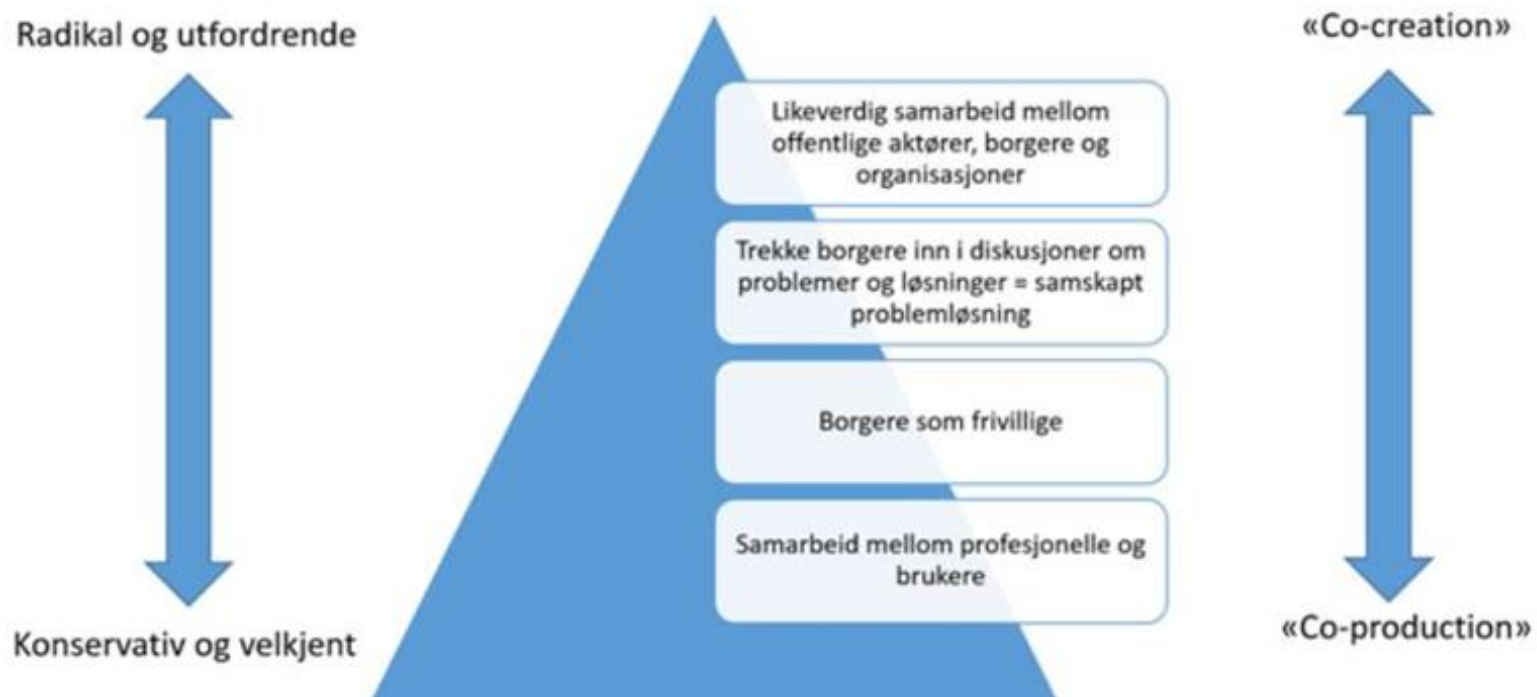 Radikal og utfordrende
«Co-creation»
Likeverdig samarbeid mellom
offentlige aktører, borgere og
organisasjoner
Trekke borgere inn i diskusjoner om
problemer og løsninger = samskapt
problemløsning
Borgere som frivillige
Samarbeid mellom profesjonelle og
brukere
Konservativ og velkjent
«Co-production»